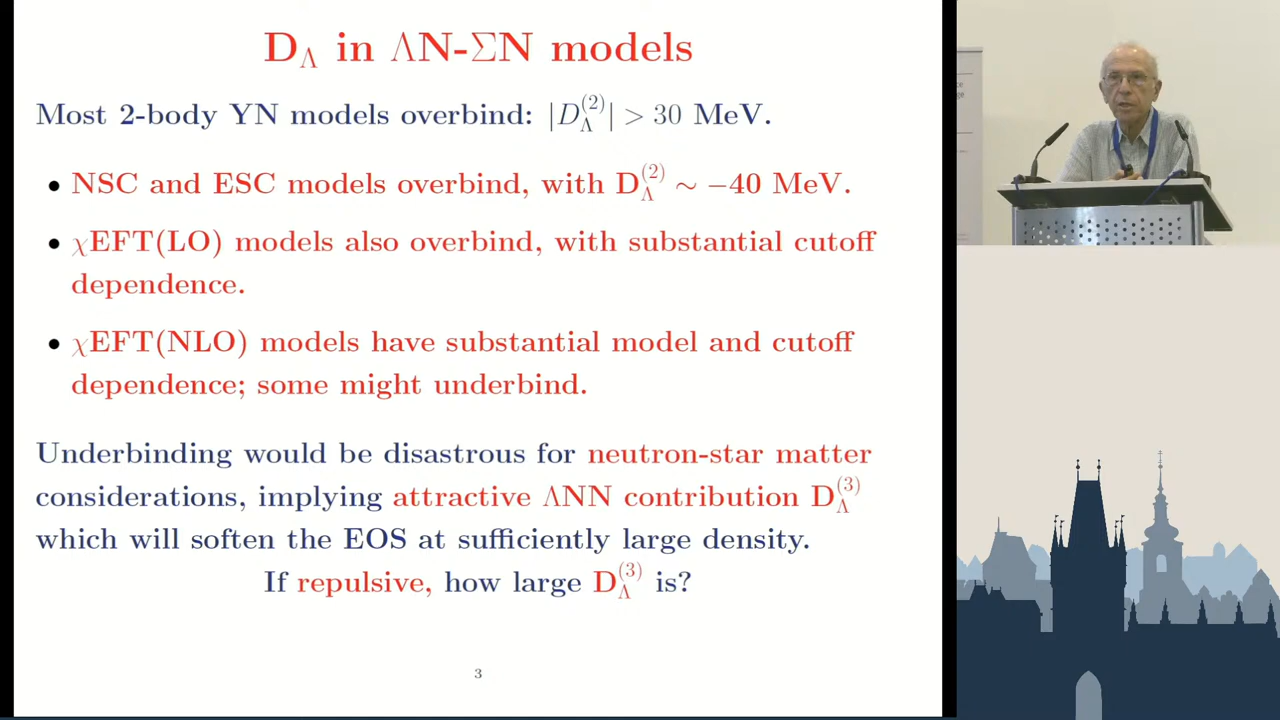 D_Λ in ΛN-ΣN models
Most 2-body YN models overbind: |D_Λ^(2)| > 30 MeV.
• NSC and ESC models overbind, with D_Λ^(2) ∼ −40 MeV.
• χEFT(LO) models also overbind, with substantial cutoff
dependence.
• χEFT(NLO) models have substantial model and cutoff
dependence; some might underbind.
Underbinding would be disastrous for neutron-star matter
considerations, implying attractive ΛNN contribution D_Λ^(3)
which will soften the EOS at sufficiently large density.
If repulsive, how large D_Λ^(3) is?
3